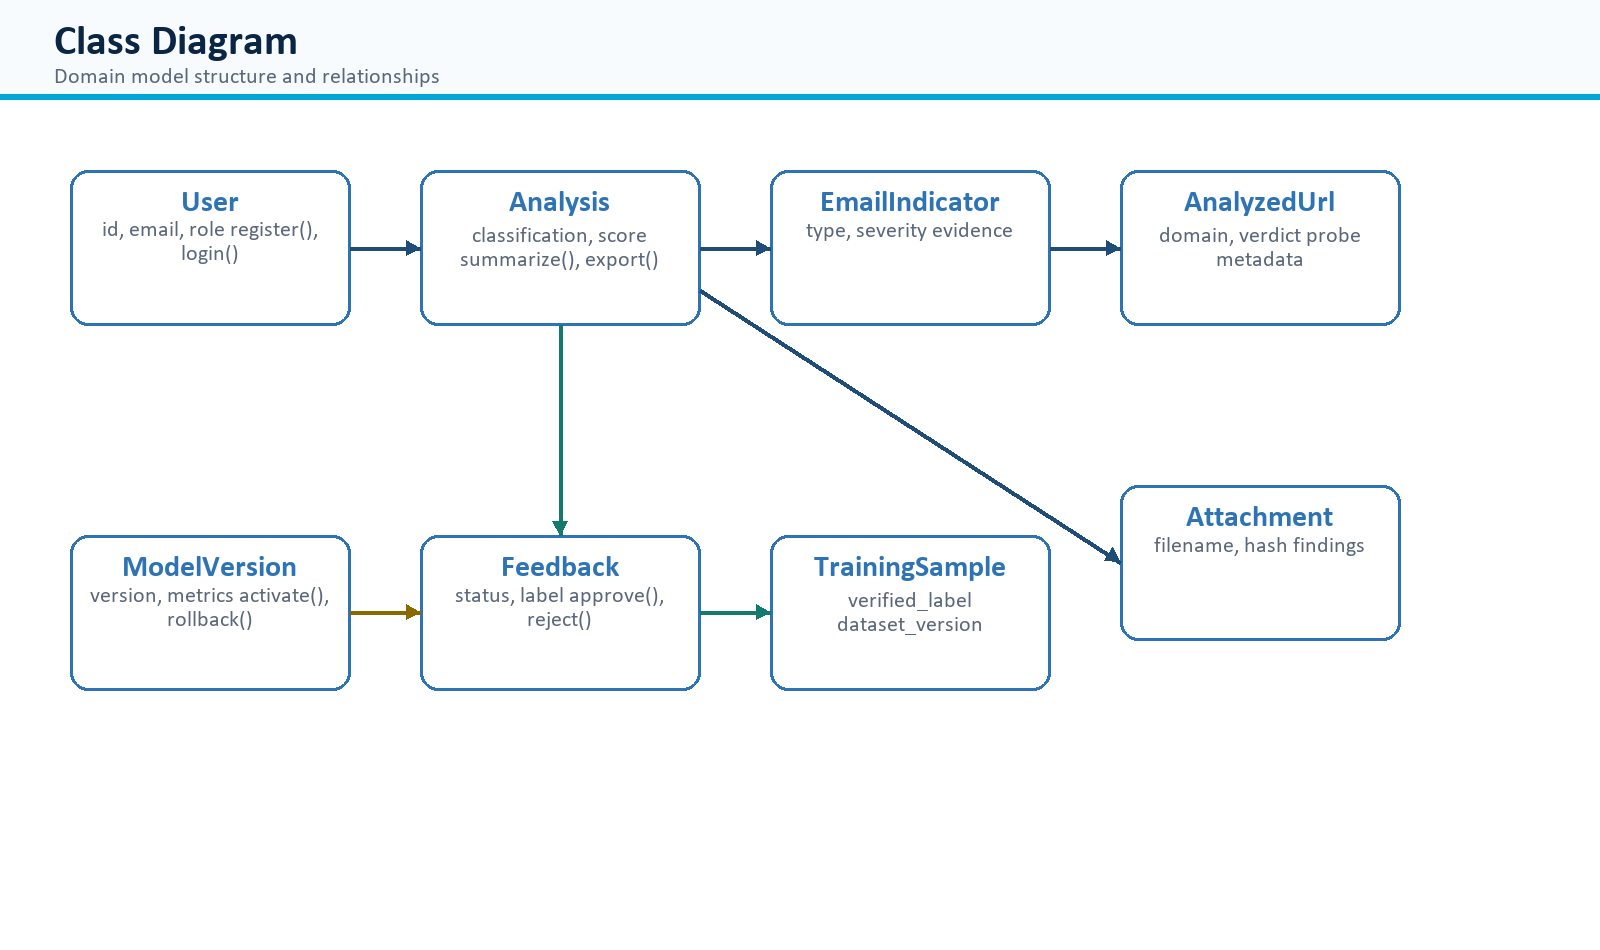 Class Diagram
Domain model structure and relationships
User
id, email, role register(),
login()
Analysis
classification, score
summarize(), export()
EmailIndicator
type, severity evidence
AnalyzedUrl
domain, verdict probe
metadata
ModelVersion
version, metrics activate(),
rollback()
Feedback
status, label approve(),
reject()
TrainingSample
verified_label
dataset_version
Attachment
filename, hash findings